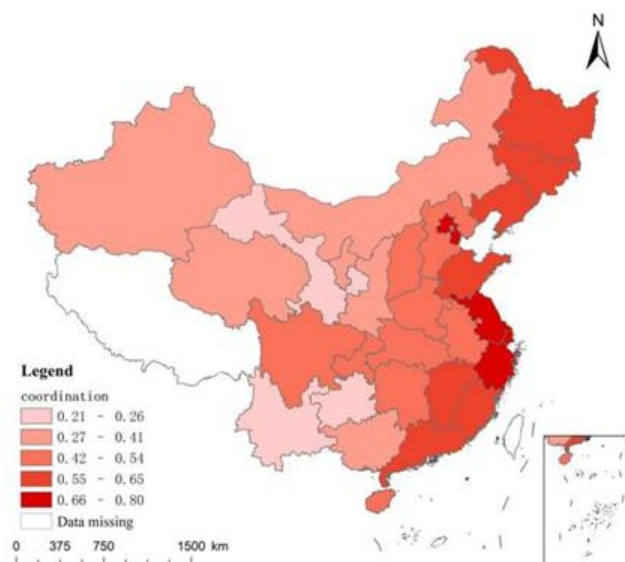 N
Legend
coordination
0.21 - 0.26
0.27 - 0.41
0.42 - 0.54
0.55 - 0.65
0.66 - 0.80
Data missing
0 375 750 1500 km